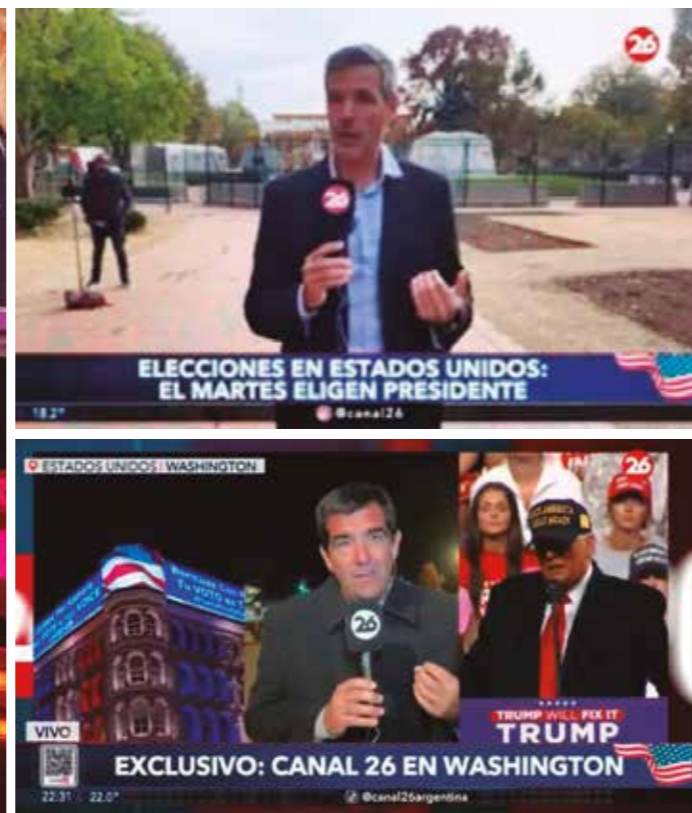 26
26
ELECCIONES EN ESTADOS UNIDOS:
EL MARTES ELIGEN PRESIDENTE
18.2°
@canal26
ESTADOS UNIDOS | WASHINGTON
26
TU VOTO
26
TRUMP WILL FIX IT
TRUMP
VIVO
EXCLUSIVO: CANAL 26 EN WASHINGTON
22:31 22.0°
@canal26argentina